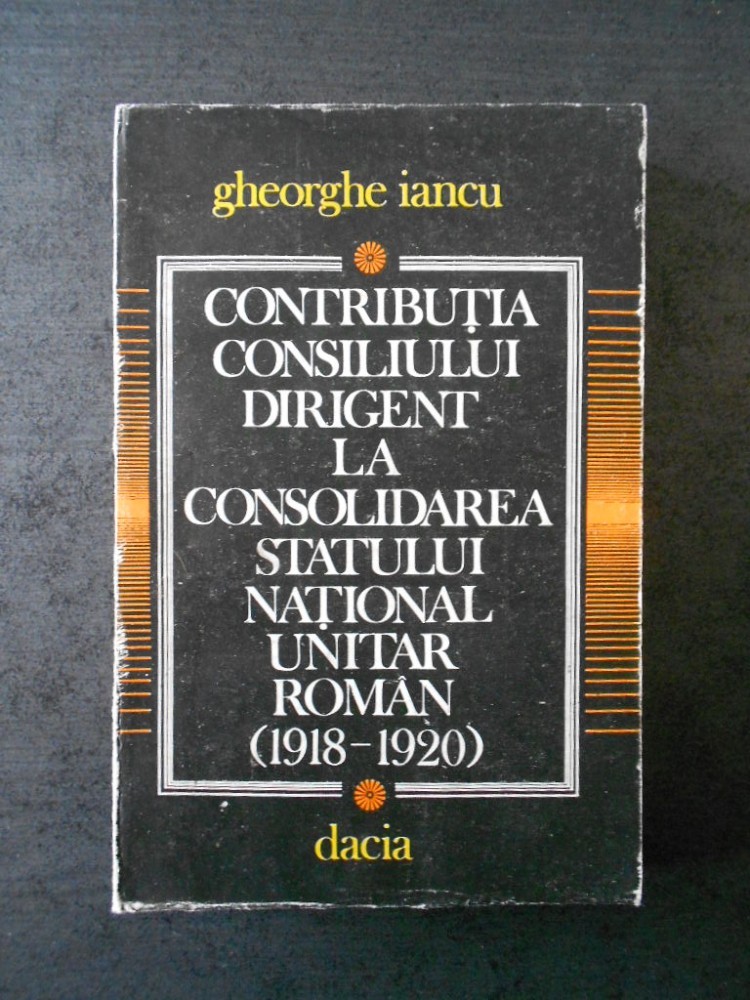 gheorghe iancu
CONTRIBUȚIA
CONSILIULUI
DIRIGENT
LA
CONSOLIDAREA
STATULUI
NAȚIONAL
UNITAR
ROMÂN
(1918-1920)
dacia